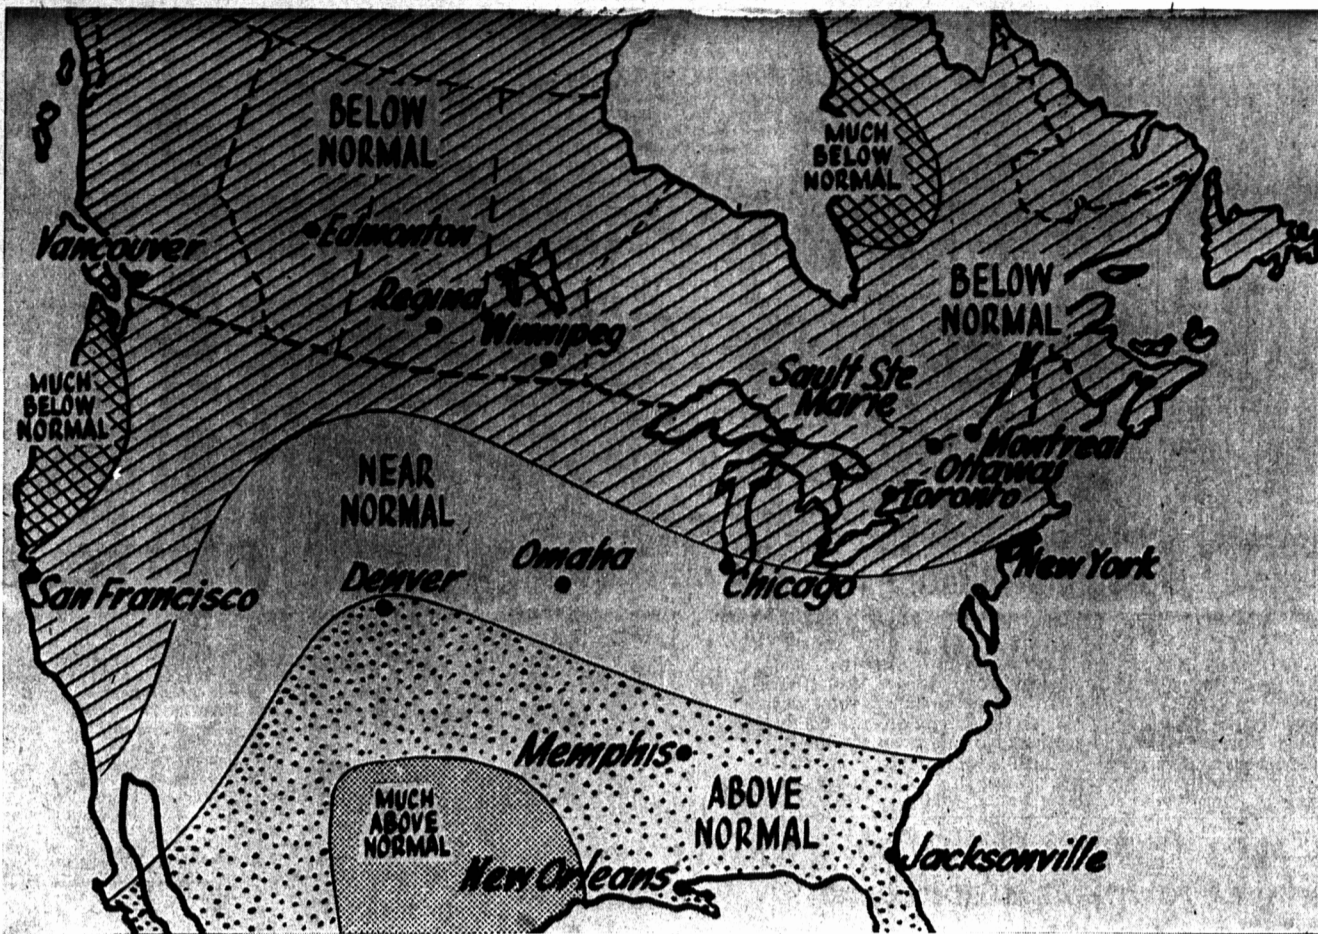 BELOW
NORMAL
MUCH
BELOW
NORMAL
Vancouver
Edmonton
Regina
Winnipeg
BELOW
NORMAL
MUCH
BELOW
NORMAL
Sault Ste
Marie
Montreal
Ottawa
Toronto
NEAR
NORMAL
San Francisco
Denver
Omaha
Chicago
New York
Memphis
ABOVE
NORMAL
MUCH
ABOVE
NORMAL
New Orleans
Jacksonville